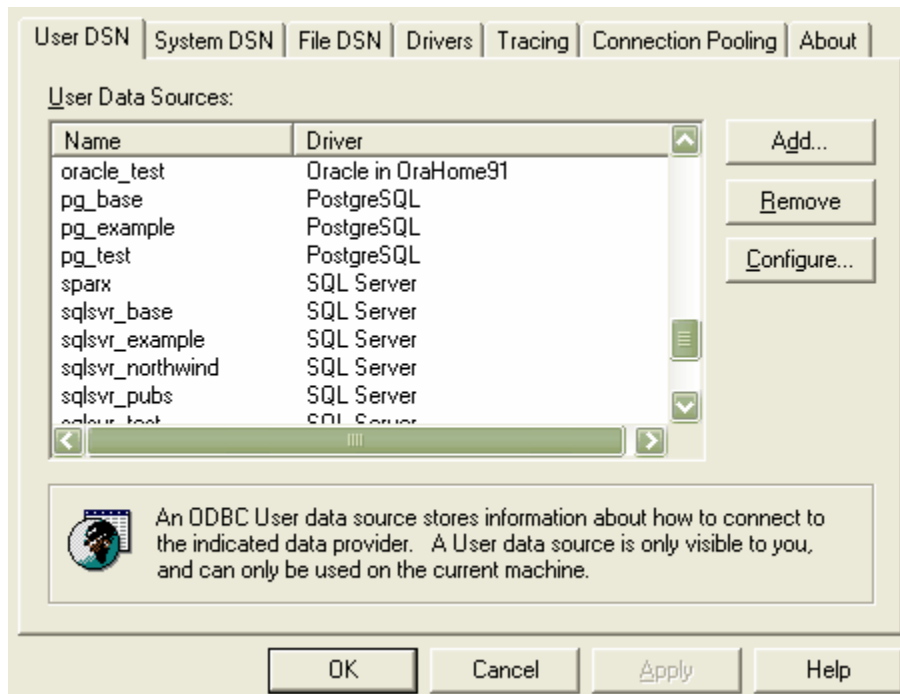 User DSN System DSN File DSN Drivers Tracing Connection Pooling About
User Data Sources:
Name Driver
oracle_test Oracle in OraHome91
pg_base PostgreSQL
pg_example PostgreSQL
pg_test PostgreSQL
sparx SQL Server
sqlsvr_base SQL Server
sqlsvr_example SQL Server
sqlsvr_northwind SQL Server
sqlsvr_pubs SQL Server
sqlsvr_test SQL Server
Add...
Remove
Configure...
An ODBC User data source stores information about how to connect to
the indicated data provider. A User data source is only visible to you,
and can only be used on the current machine.
OK Cancel Apply Help